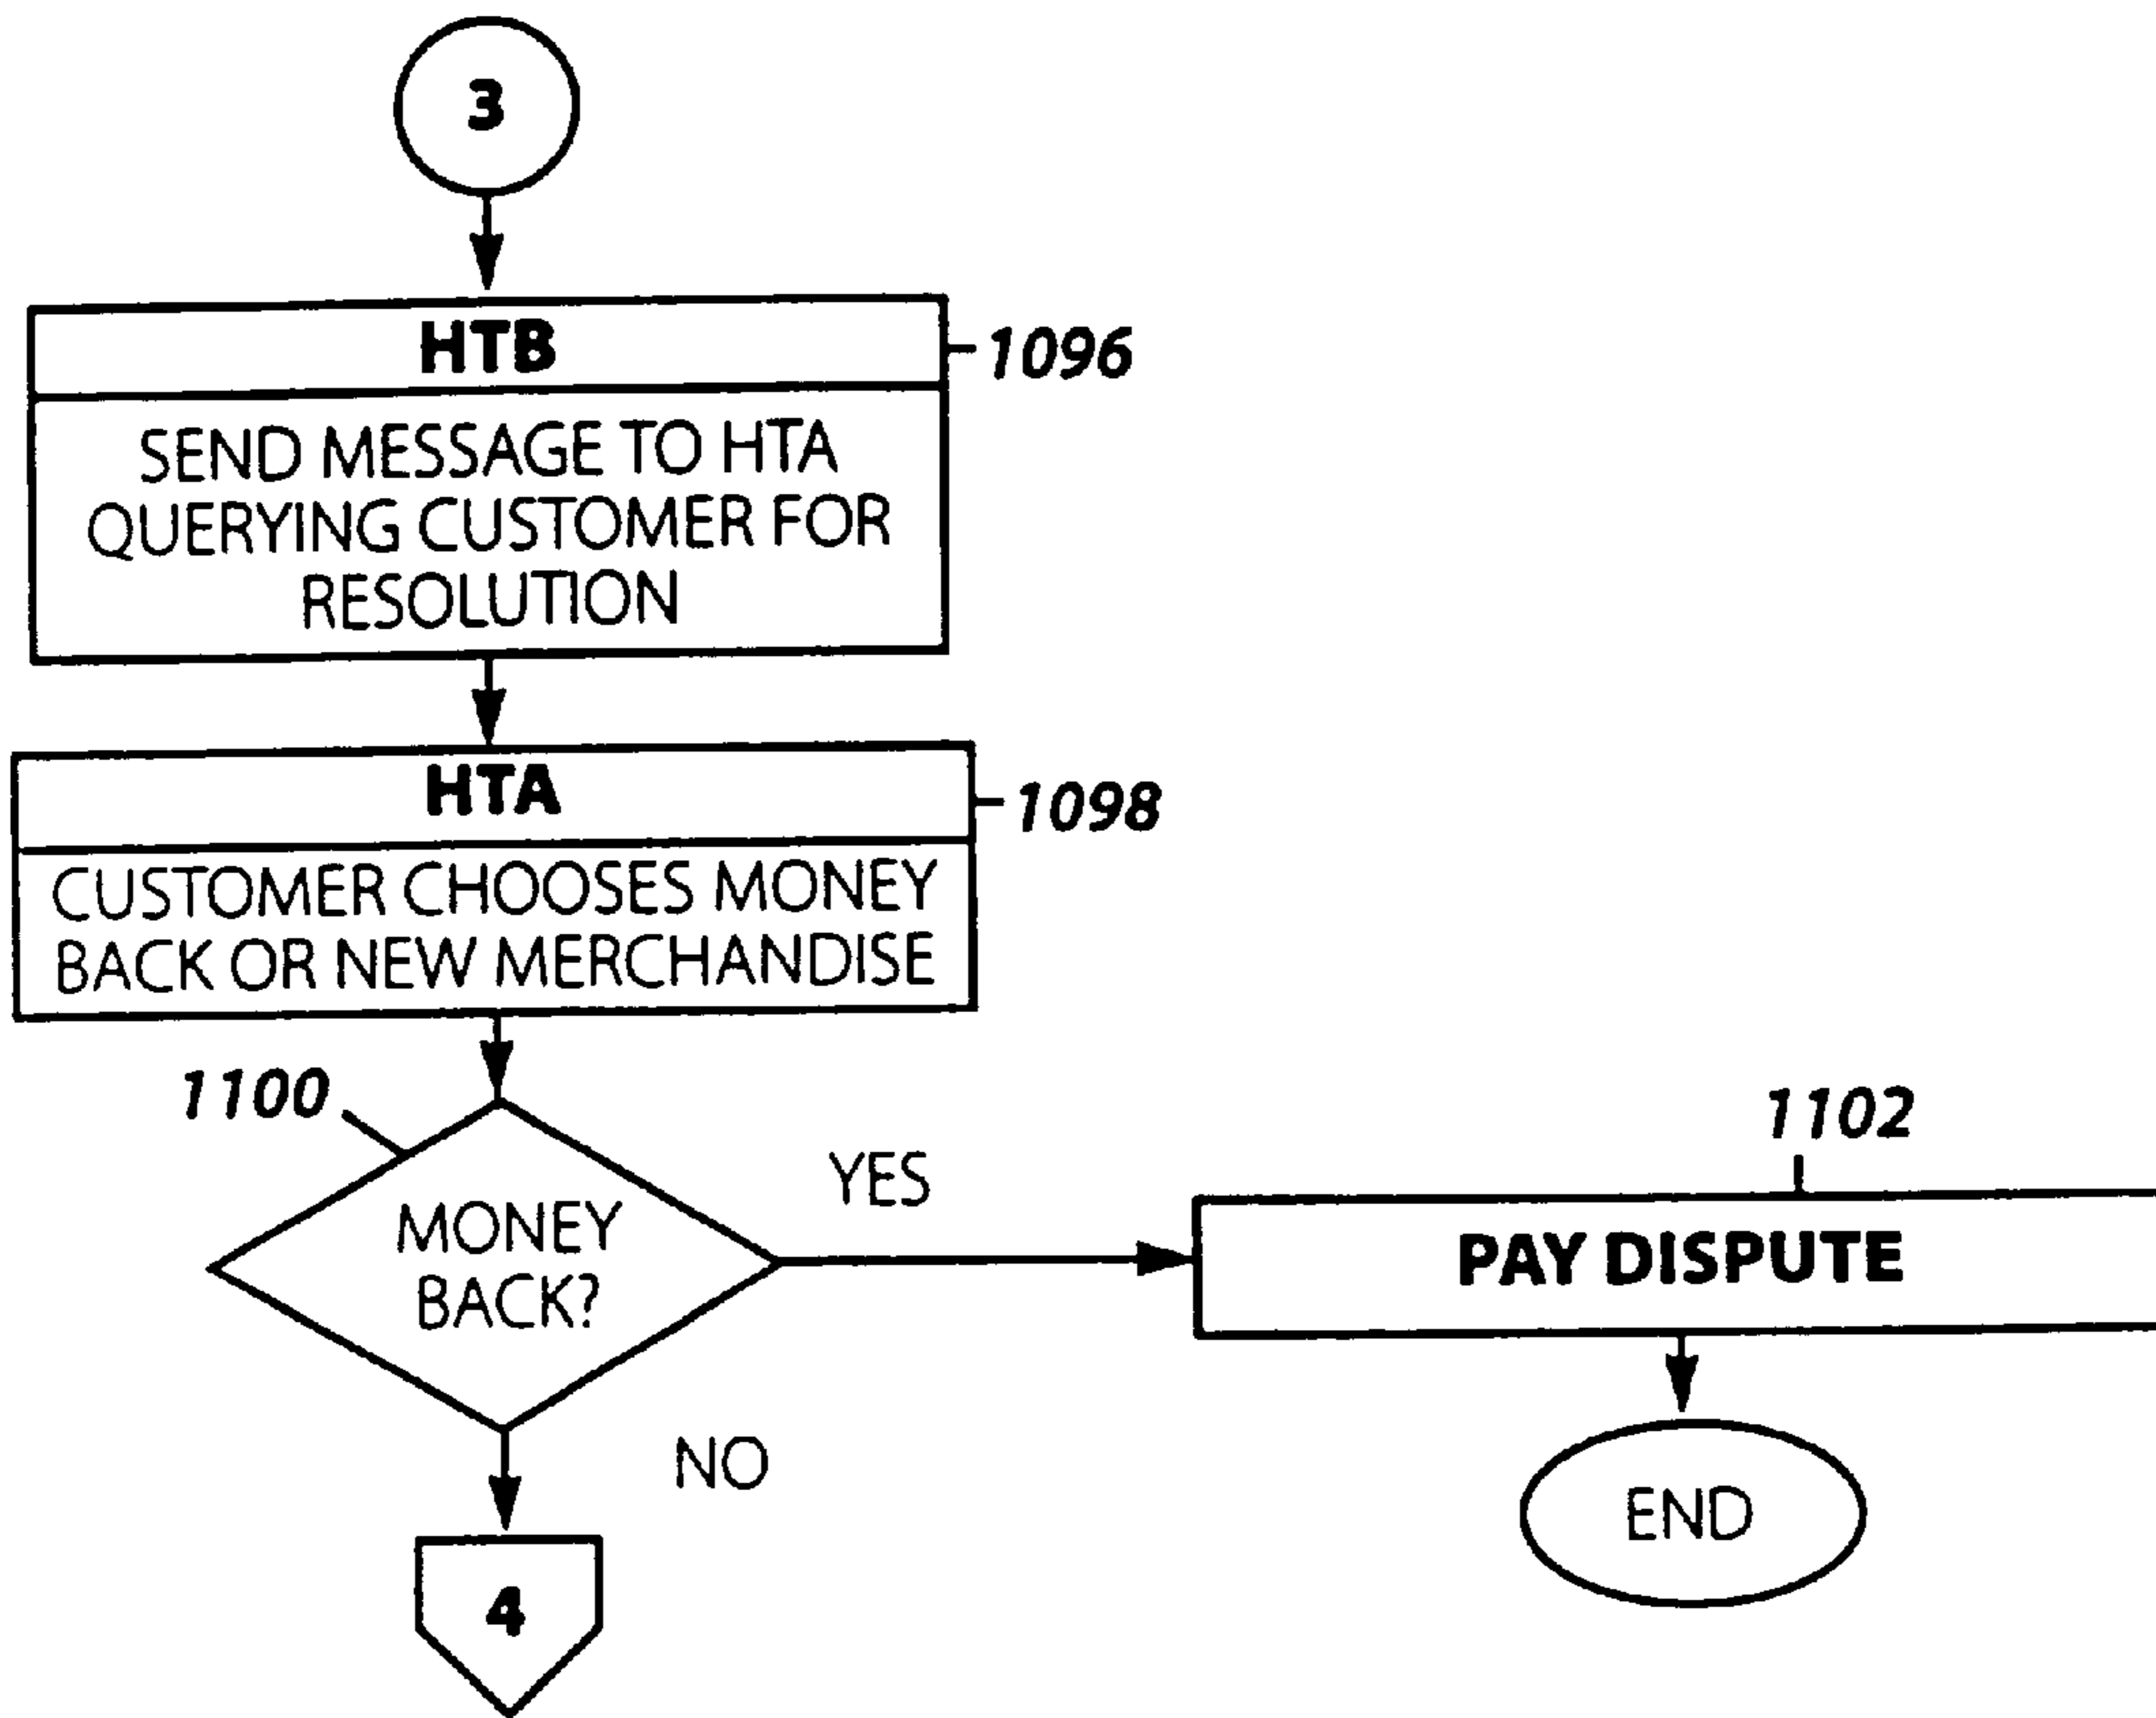 3
HTB
1096
SEND MESSAGE TO HTA
QUERYING CUSTOMER FOR
RESOLUTION
HTA
1098
CUSTOMER CHOOSES MONEY
BACK OR NEW MERCHANDISE
1100
MONEY
BACK?
YES
1102
PAY DISPUTE
NO
END
4